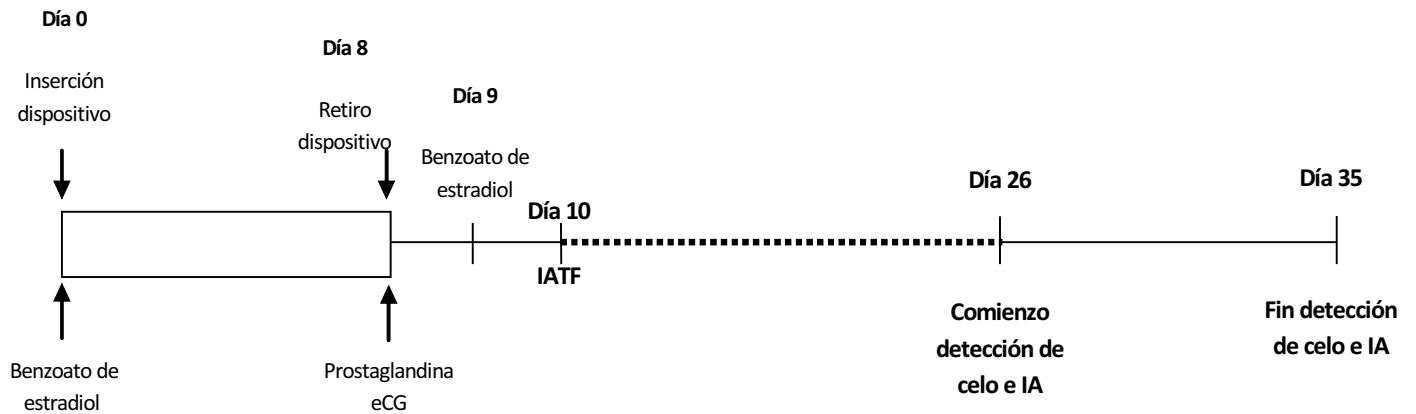 Día 0
Inserción
dispositivo
Día 8
Retiro
dispositivo
Día 9
Benzoato de
estradiol
Día 10
IATF
Día 26
Día 35
Benzoato de
estradiol
Prostaglandina
eCG
Comienzo
detección de
celo e IA
Fin detección
de celo e IA